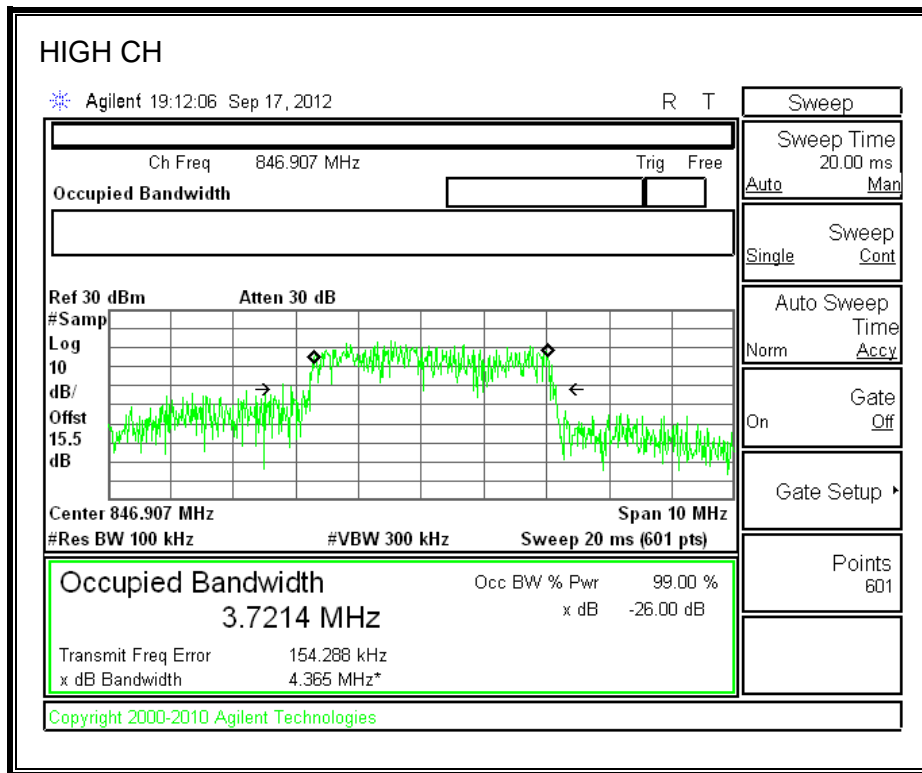 HIGH CH
Agilent 19:12:06 Sep 17, 2012 R T
Sweep
Ch Freq 846.907 MHz Trig Free
Occupied Bandwidth
Sweep Time
20.00 ms
Auto Man
Sweep
Single Cont
Auto Sweep
Time
Norm Accy
Gate
On Off
Gate Setup
Points
601
Ref 30 dBm Atten 30 dB
#Samp
Log
10
dB/
Offst
15.5
dB
Center 846.907 MHz Span 10 MHz
#Res BW 100 kHz #VBW 300 kHz Sweep 20 ms (601 pts)
Occupied Bandwidth Occ BW % Pwr 99.00 %
3.7214 MHz x dB -26.00 dB
Transmit Freq Error 154.288 kHz
x dB Bandwidth 4.365 MHz*
Copyright 2000-2010 Agilent Technologies